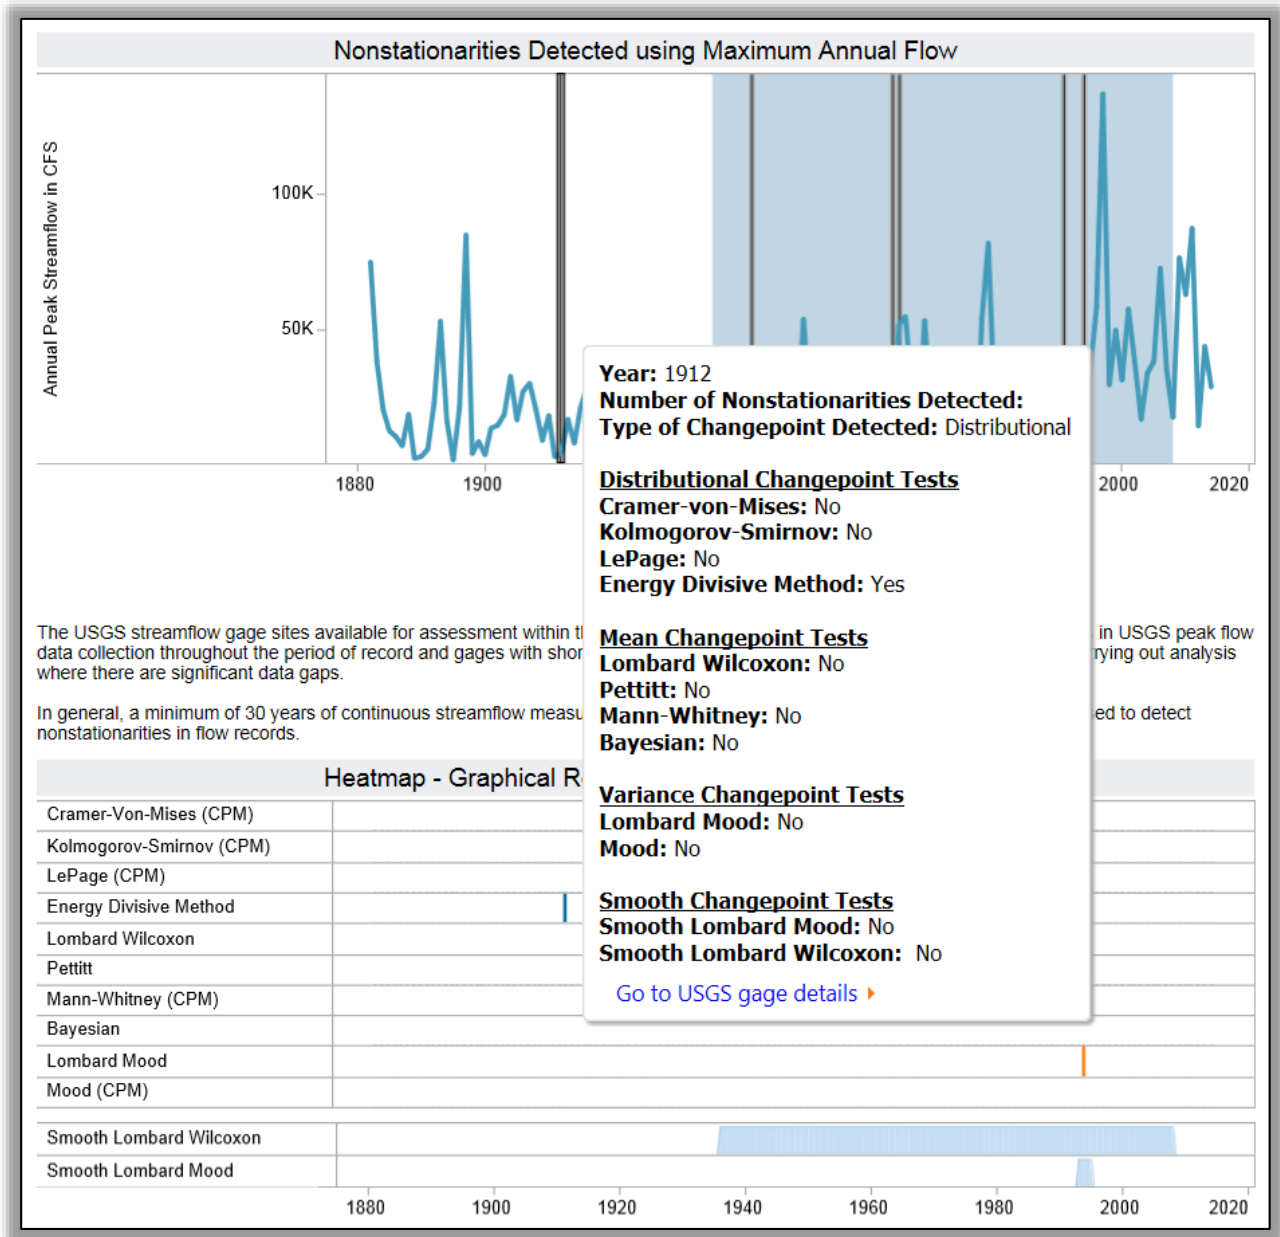 Nonstationarities Detected using Maximum Annual Flow
Annual Peak Streamflow in CFS
100K
50K
1880
1900
2000
2020
Year: 1912
Number of Nonstationarities Detected:
Type of Changepoint Detected: Distributional
Distributional Changepoint Tests
Cramer-von-Mises: No
Kolmogorov-Smirnov: No
LePage: No
Energy Divisive Method: Yes
Mean Changepoint Tests
Lombard Wilcoxon: No
Pettitt: No
Mann-Whitney: No
Bayesian: No
Variance Changepoint Tests
Lombard Mood: No
Mood: No
Smooth Changepoint Tests
Smooth Lombard Mood: No
Smooth Lombard Wilcoxon: No
Go to USGS gage details
The USGS streamflow gage sites available for assessment within in USGS peak flow
data collection throughout the period of record and gages with analysis
where there are significant data gaps.
In general, a minimum of 30 years of continuous streamflow to detect
nonstationarities in flow records.
Heatmap - Graphical
Cramer-Von-Mises (CPM)
Kolmogorov-Smirnov (CPM)
LePage (CPM)
Energy Divisive Method
Lombard Wilcoxon
Pettitt
Mann-Whitney (CPM)
Bayesian
Lombard Mood
Mood (CPM)
Smooth Lombard Wilcoxon
Smooth Lombard Mood
1880
1900
1920
1940
1960
1980
2000
2020